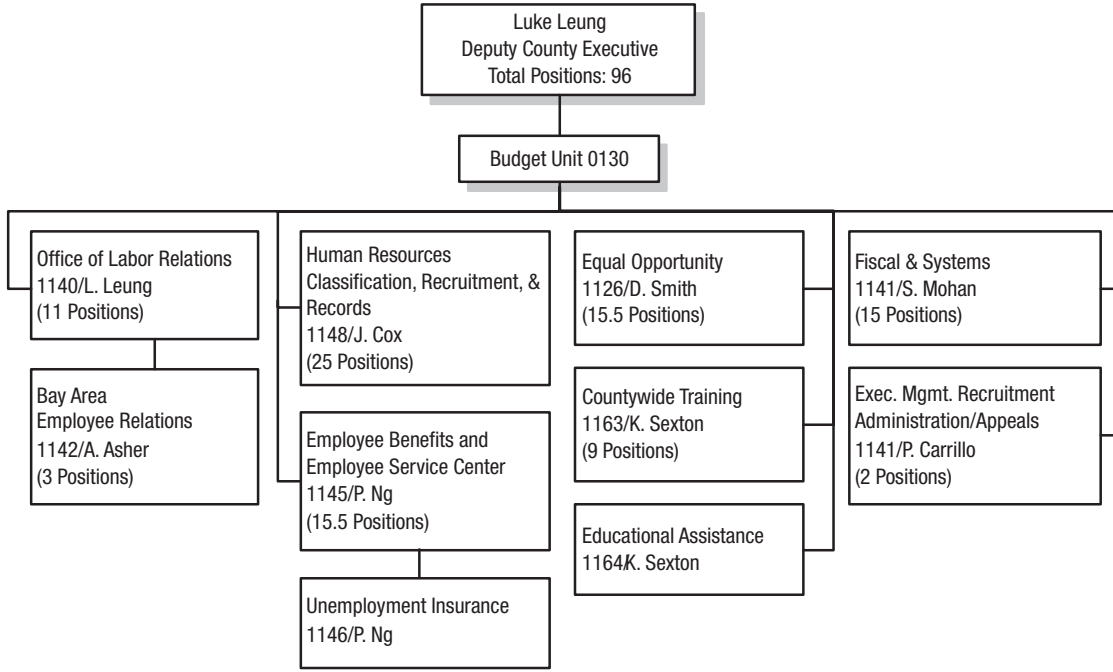 Luke Leung
Deputy County Executive
Total Positions: 96
Budget Unit 0130
Office of Labor Relations
1140/L. Leung
(11 Positions)
Bay Area
Employee Relations
1142/A. Asher
(3 Positions)
Human Resources
Classification, Recruitment, &
Records
1148/J. Cox
(25 Positions)
Employee Benefits and
Employee Service Center
1145/P. Ng
(15.5 Positions)
Unemployment Insurance
1146/P. Ng
Equal Opportunity
1126/D. Smith
(15.5 Positions)
Countywide Training
1163/K. Sexton
(9 Positions)
Educational Assistance
1164/K. Sexton
Fiscal & Systems
1141/S. Mohan
(15 Positions)
Exec. Mgmt. Recruitment
Administration/Appeals
1141/P. Carrillo
(2 Positions)